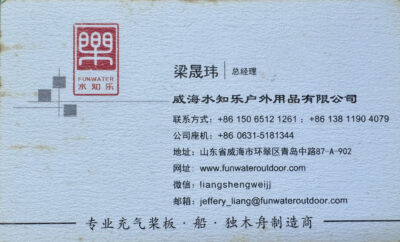 FUNWATER
水知乐
梁晟玮 | 总经理
威海水知乐户外用品有限公司
联系方式：+86 150 6512 1261 ; +86 138 1190 4079
公司座机：+86 0631-5181344
地址：山东省威海市环翠区青岛中路87-A-902
网址：www.funwateroutdoor.com
微信：liangshengweijj
邮箱：jeffery_liang@funwateroutdoor.com
专业充气桨板·船·独木舟制造商